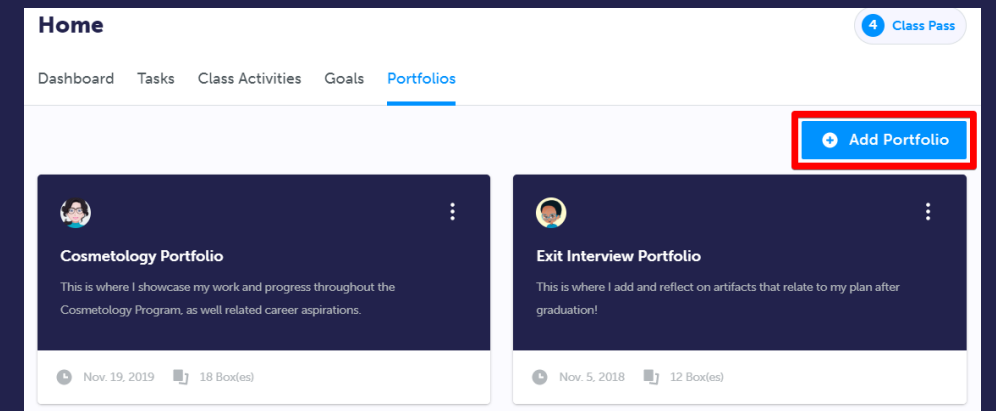 Home
4 Class Pass
Dashboard Tasks Class Activities Goals Portfolios
Add Portfolio
Cosmetology Portfolio
This is where I showcase my work and progress throughout the
Cosmetology Program, as well related career aspirations.
Nov. 19, 2019 18 Box(es)
Exit Interview Portfolio
This is where I add and reflect on artifacts that relate to my plan after
graduation!
Nov. 5, 2018 12 Box(es)